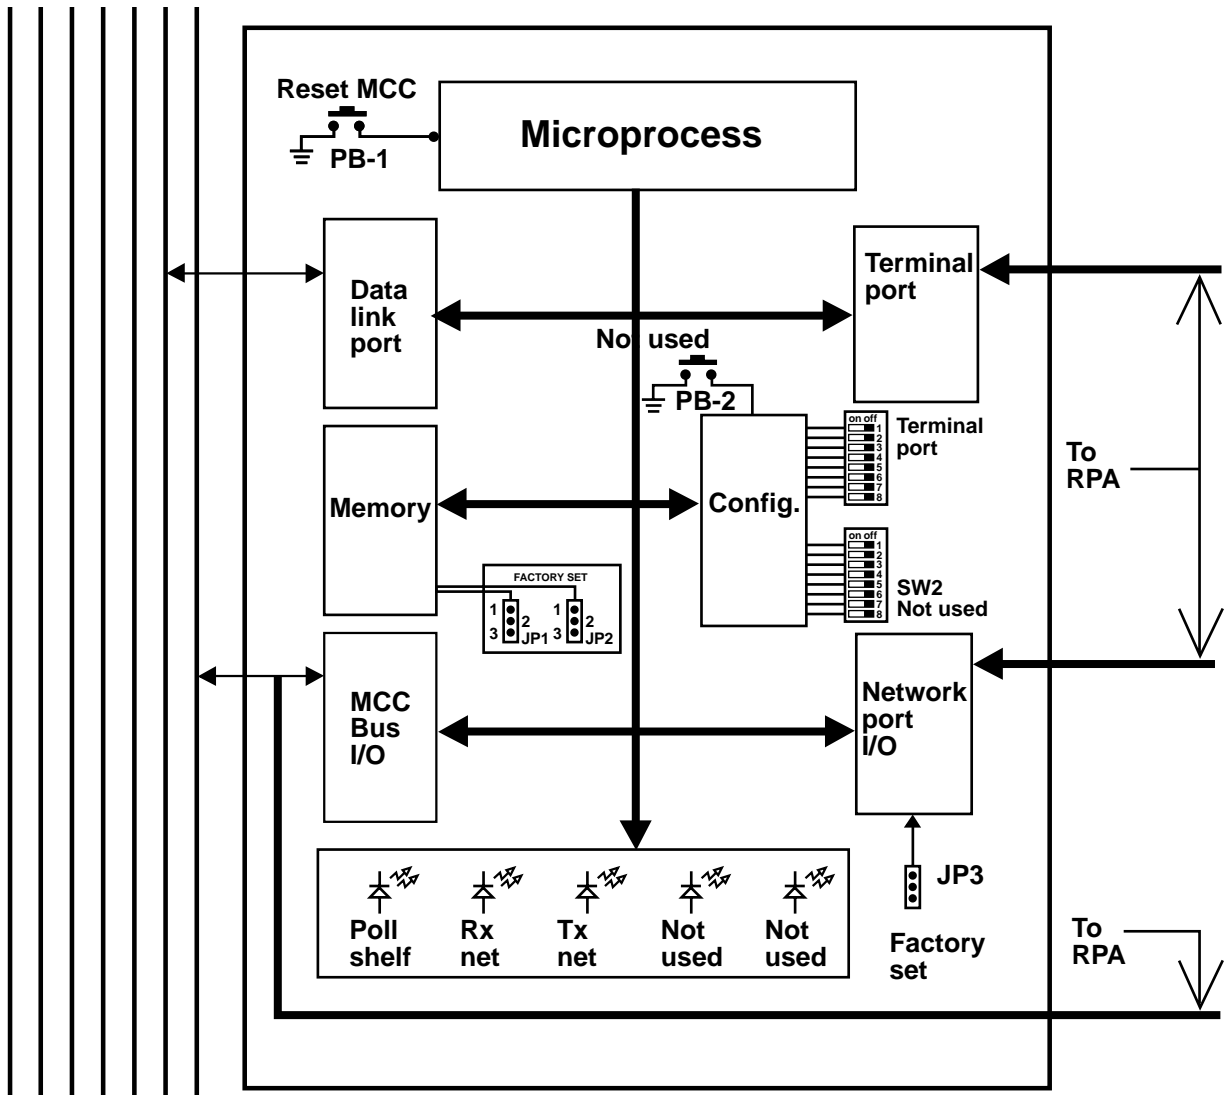 Reset MCC
PB-1
Microprocess
Data
link
port
Terminal
port
Not used
PB-2
Memory
Config.
on off
1
2
3
4
5
6
7
8
Terminal
port
To
RPA
on off
1
2
3
4
5
6
7
8
SW2
Not used
FACTORY SET
1
2
3
JP1
1
2
3
JP2
MCC
Bus
I/O
Network
port
I/O
JP3
Factory
set
Poll
shelf
Rx
net
Tx
net
Not
used
Not
used
To
RPA